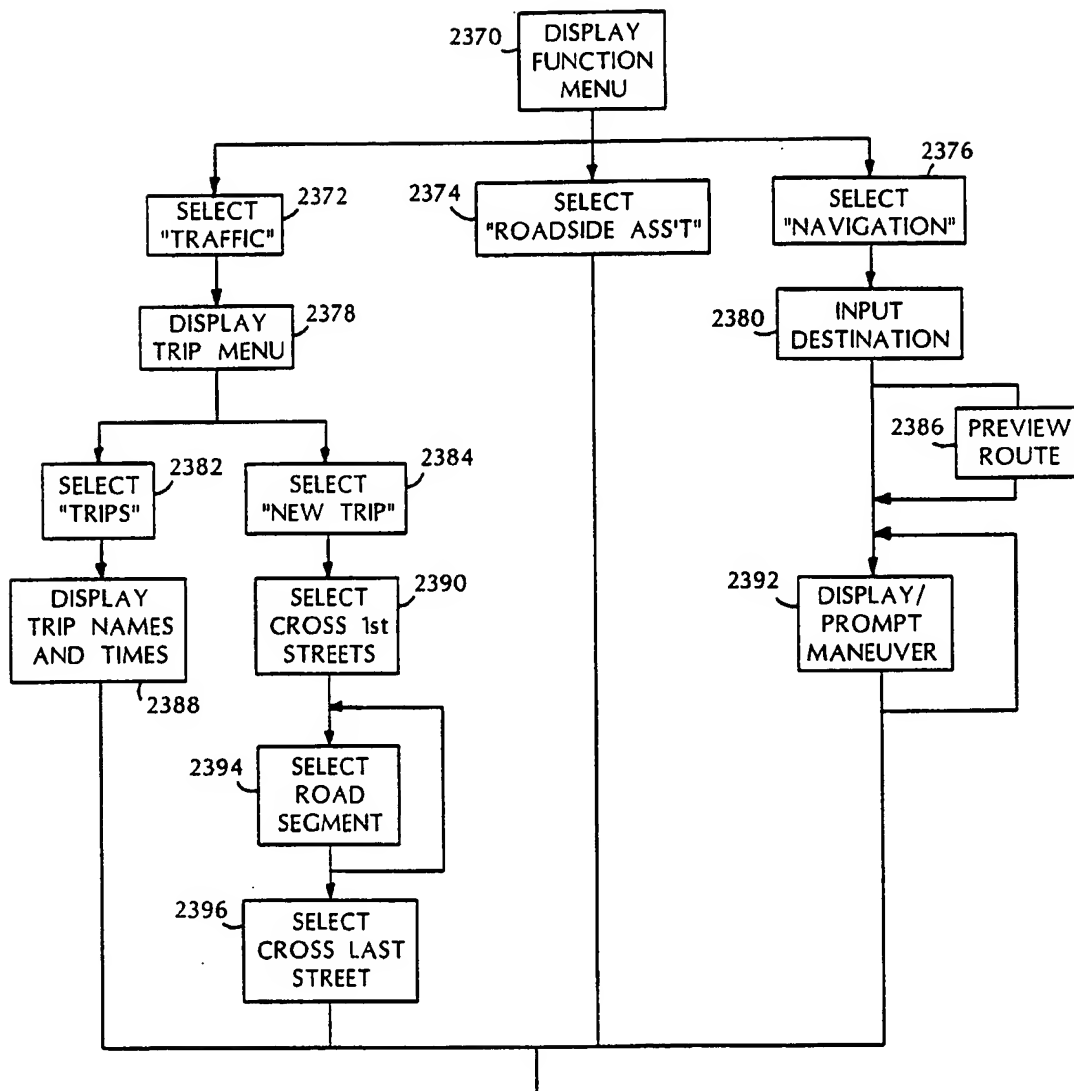 2370
DISPLAY
FUNCTION
MENU
2372
SELECT
"TRAFFIC"
2374
SELECT
"ROADSIDE ASS'T"
2376
SELECT
"NAVIGATION"
2378
DISPLAY
TRIP MENU
2380
INPUT
DESTINATION
2382
SELECT
"TRIPS"
2384
SELECT
"NEW TRIP"
2386
PREVIEW
ROUTE
DISPLAY
TRIP NAMES
AND TIMES
2388
2390
SELECT
CROSS 1st
STREETS
2392
DISPLAY/
PROMPT
MANEUVER
2394
SELECT
ROAD
SEGMENT
2396
SELECT
CROSS LAST
STREET